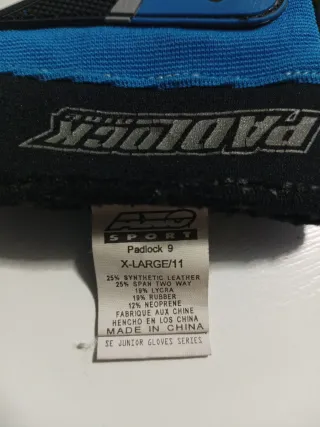 PADLOCK
AXO
SPORT
Padlock 9
X-LARGE/11
25% SYNTHETIC LEATHER
25% SPAN TWO WAY
19% LYCRA
19% RUBBER
12% NEOPRENE
FABRIQUE AUX CHINE
HENCHO EN LOS CHINA
MADE IN CHINA
SE JUNIOR GLOVES SERIES